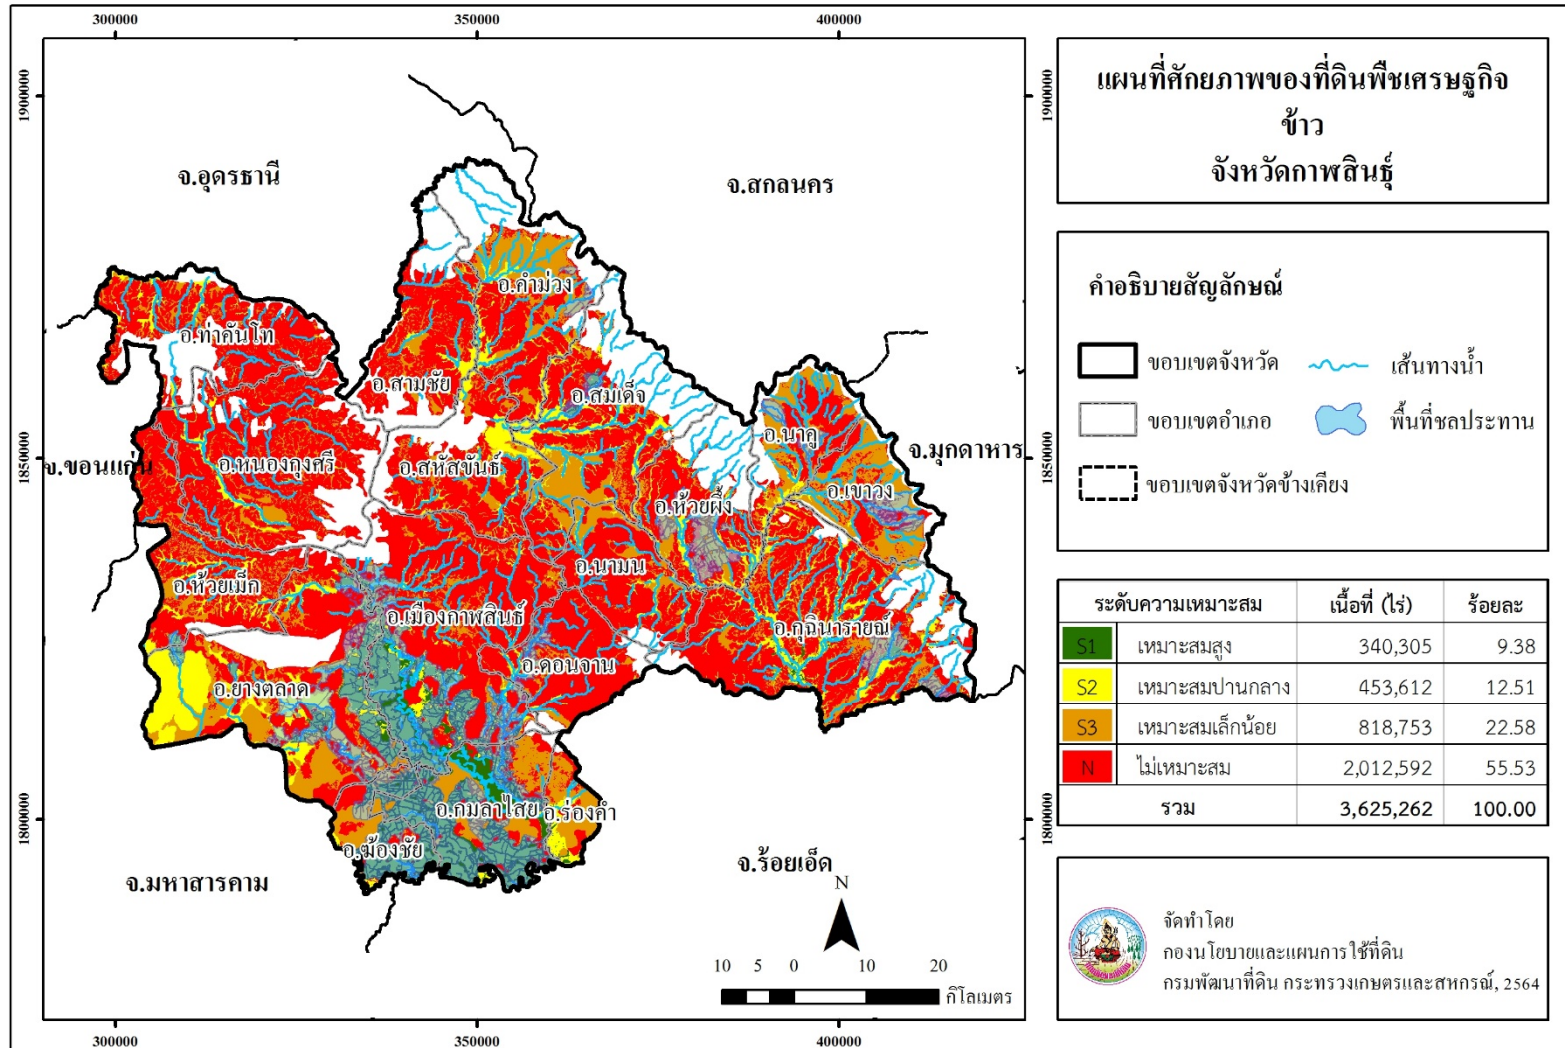 300000 350000 400000
1900000
1850000
1800000
จ.อุดรธานี
จ.สกลนคร
อ.คำม่วง
อ.ท่าคันโท
อ.สามชัย
อ.สมเด็จ
อ.นาคู
จ.มุกดาหาร
จ.ขอนแก่น
อ.หนองกุงศรี
อ.สหัสขันธ์
อ.เขาวง
อ.ห้วยผึ้ง
อ.นามน
อ.ห้วยเม็ก
อ.เมืองกาฬสินธุ์
อ.กุฉินารายณ์
อ.ดอนจาน
อ.ยางตลาด
อ.กมลาไสย
อ.ร่องคำ
อ.ฆ้องชัย
จ.ร้อยเอ็ด
จ.มหาสารคาม
N
10 5 0 10 20
กิโลเมตร
1900000
1850000
1800000
300000 350000 400000
แผนที่ศักยภาพของที่ดินพืชเศรษฐกิจ
ข้าว
จังหวัดกาฬสินธุ์
คำอธิบายสัญลักษณ์
ขอบเขตจังหวัด เส้นทางน้ำ
ขอบเขตอำเภอ พื้นที่ชลประทาน
ขอบเขตจังหวัดข้างเคียง
ระดับความเหมาะสม เนื้อที่ (ไร่) ร้อยละ
S1 เหมาะสมสูง 340,305 9.38
S2 เหมาะสมปานกลาง 453,612 12.51
S3 เหมาะสมเล็กน้อย 818,753 22.58
N ไม่เหมาะสม 2,012,592 55.53
รวม 3,625,262 100.00
จัดทำโดย
กองนโยบายและแผนการใช้ที่ดิน
กรมพัฒนาที่ดิน กระทรวงเกษตรและสหกรณ์, 2564